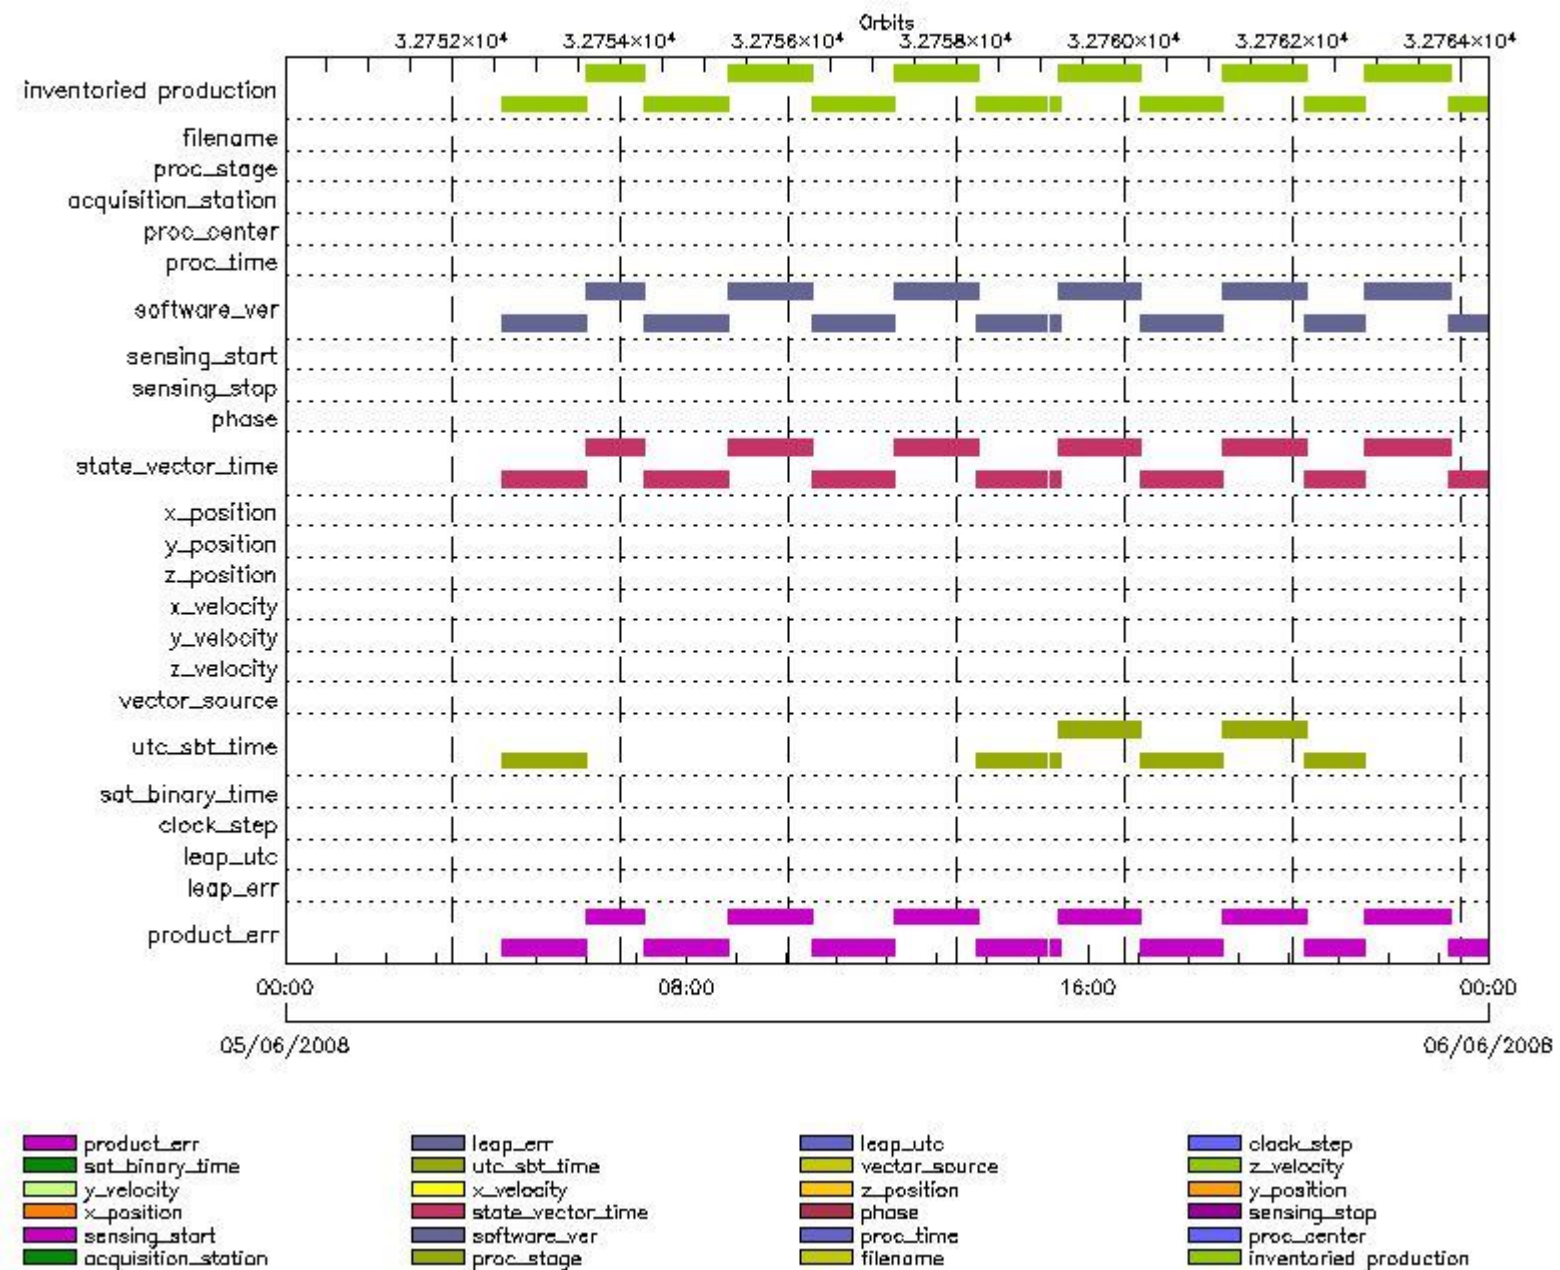 Orbits
3.2752×10⁴ 3.2754×10⁴ 3.2756×10⁴ 3.2758×10⁴ 3.2760×10⁴ 3.2762×10⁴ 3.2764×10⁴
inventoried production
filename
proc_stage
acquisition_station
proc_center
proc_time
software_ver
sensing_start
sensing_stop
phase
state_vector_time
x_position
y_position
z_position
x_velocity
y_velocity
z_velocity
vector_source
utc_sbt_time
sat_binary_time
clock_step
leap_utc
leap_err
product_err
00:00 08:00 16:00 00:00
05/06/2008 06/06/2008
product_err leap_err leap_utc clock_step
sat_binary_time utc_sbt_time vector_source z_velocity
y_velocity x_velocity z_position y_position
x_position state_vector_time phase sensing_stop
sensing_start software_ver proc_time proc_center
acquisition_station proc_stage filename inventoried production